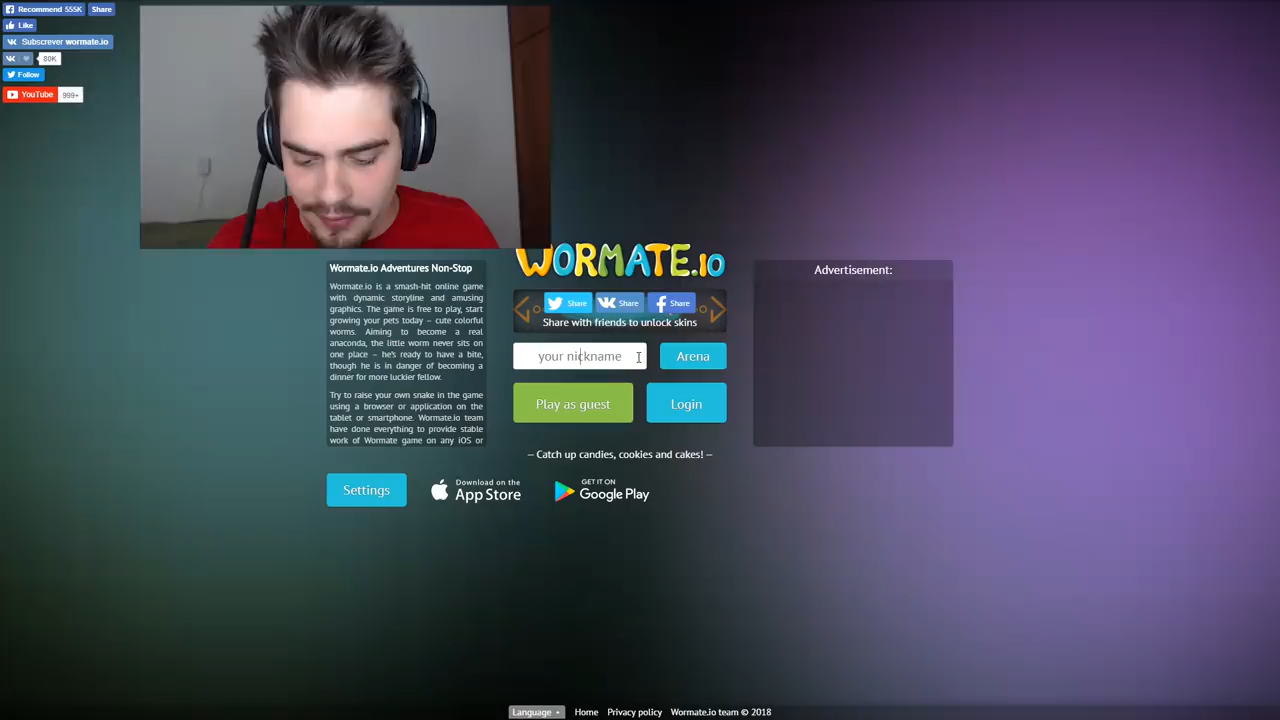 Recommend 555K Share
Like
Subscrever wormate.io
80K
Follow
YouTube 999+
WORMATE.IO
Wormate.io Adventures Non-Stop
Wormate.io is a smash-hit online game
with dynamic storyline and amusing
graphics. The game is free to play, start
growing your pets today – cute colorful
worms. Aiming to become a real
anaconda, the little worm never sits on
one place – he's ready to have a bite,
though he is in danger of becoming a
dinner for more luckier fellow.
Try to raise your own snake in the game
using a browser or application on the
tablet or smartphone. Wormate.io team
have done everything to provide stable
work of Wormate game on any iOS or
Share Share Share
Share with friends to unlock skins
your nickname Arena
Play as guest Login
– Catch up candies, cookies and cakes! –
Advertisement:
Settings
Download on the
App Store
GET IT ON
Google Play
Language Home Privacy policy Wormate.io team © 2018